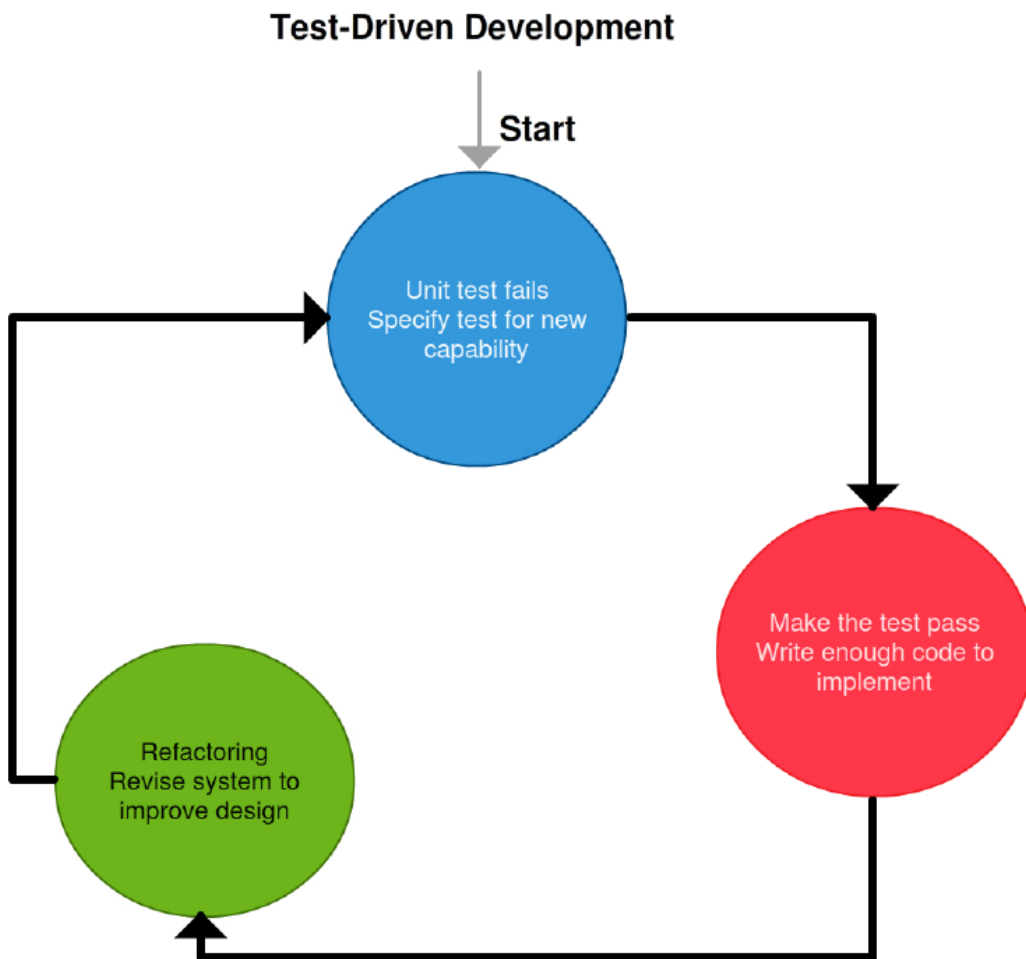 Test-Driven Development
Start
Unit test fails
Specify test for new
capability
Make the test pass
Write enough code to
implement
Refactoring
Revise system to
improve design